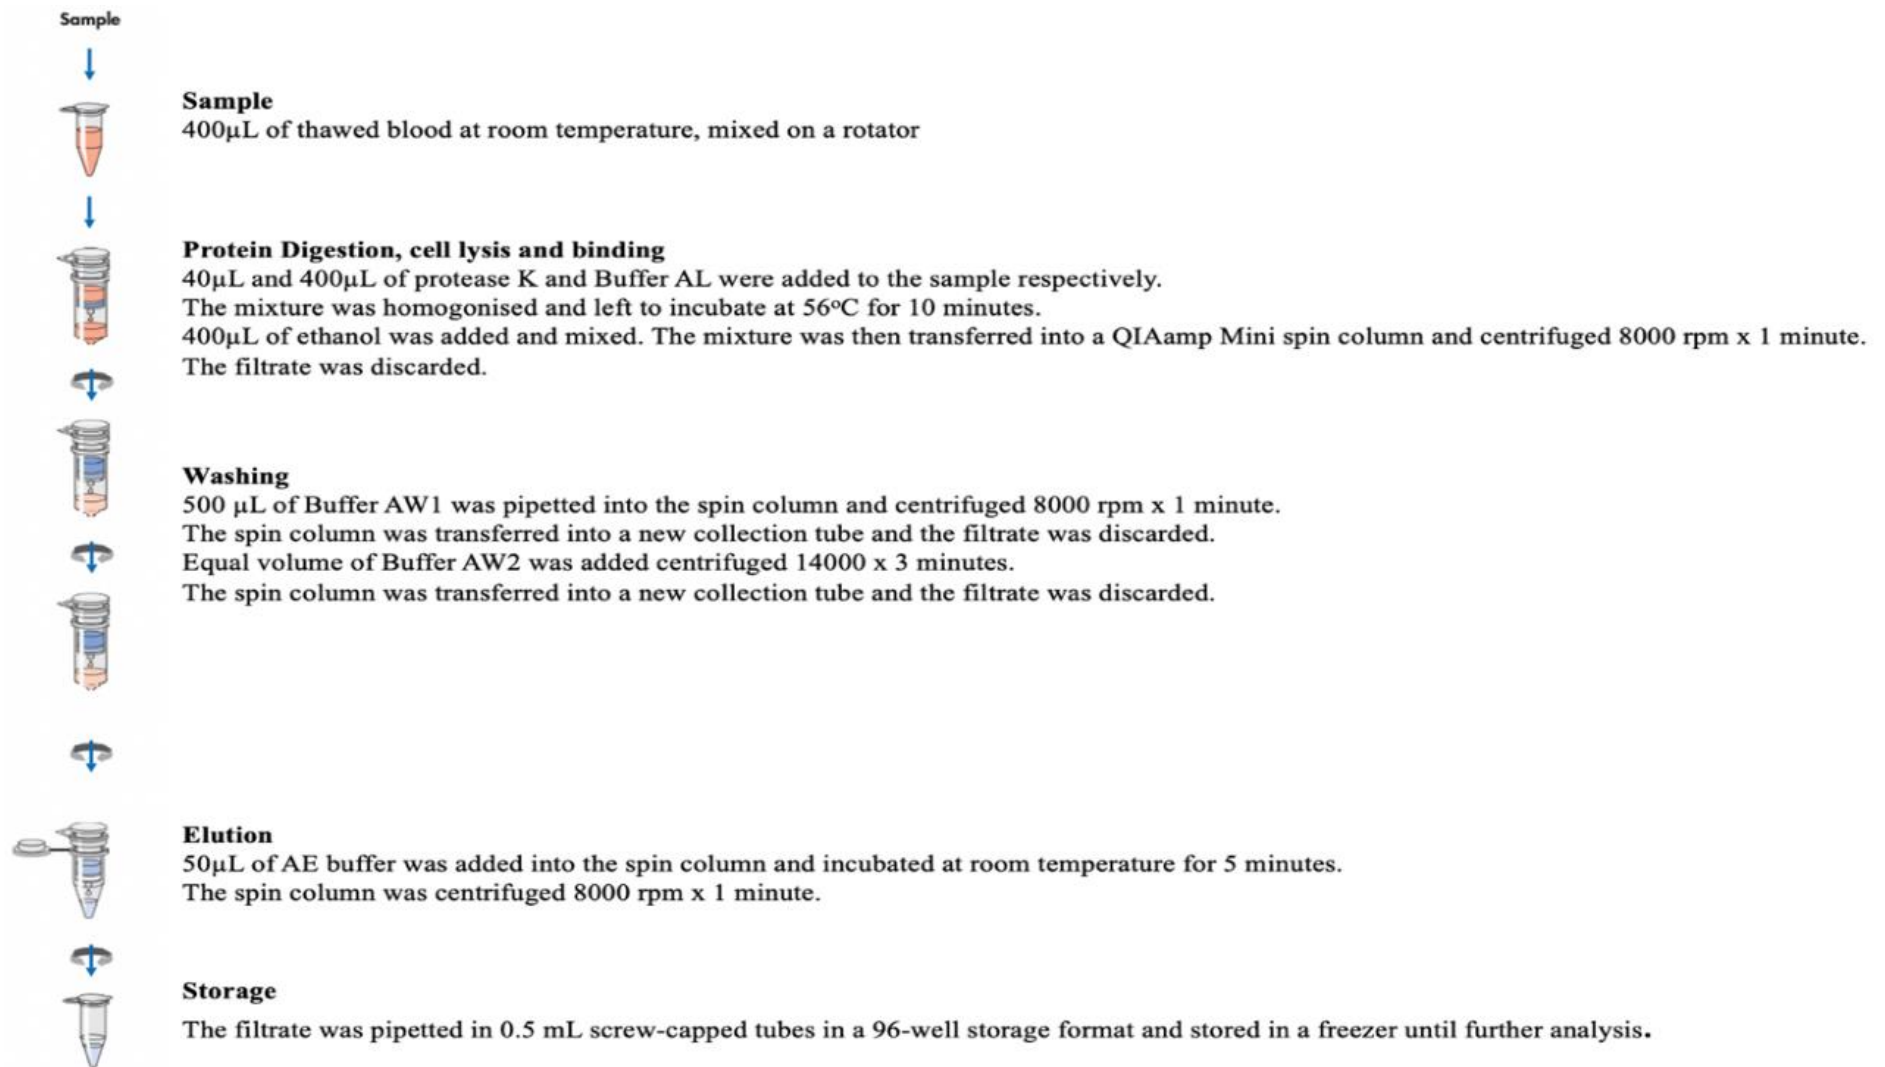 Sample
Sample
400µL of thawed blood at room temperature, mixed on a rotator
Protein Digestion, cell lysis and binding
40µL and 400µL of protease K and Buffer AL were added to the sample respectively.
The mixture was homogonised and left to incubate at 56°C for 10 minutes.
400µL of ethanol was added and mixed. The mixture was then transferred into a QIAamp Mini spin column and centrifuged 8000 rpm x 1 minute.
The filtrate was discarded.
Washing
500 µL of Buffer AW1 was pipetted into the spin column and centrifuged 8000 rpm x 1 minute.
The spin column was transferred into a new collection tube and the filtrate was discarded.
Equal volume of Buffer AW2 was added centrifuged 14000 x 3 minutes.
The spin column was transferred into a new collection tube and the filtrate was discarded.
Elution
50µL of AE buffer was added into the spin column and incubated at room temperature for 5 minutes.
The spin column was centrifuged 8000 rpm x 1 minute.
Storage
The filtrate was pipetted in 0.5 mL screw-capped tubes in a 96-well storage format and stored in a freezer until further analysis.